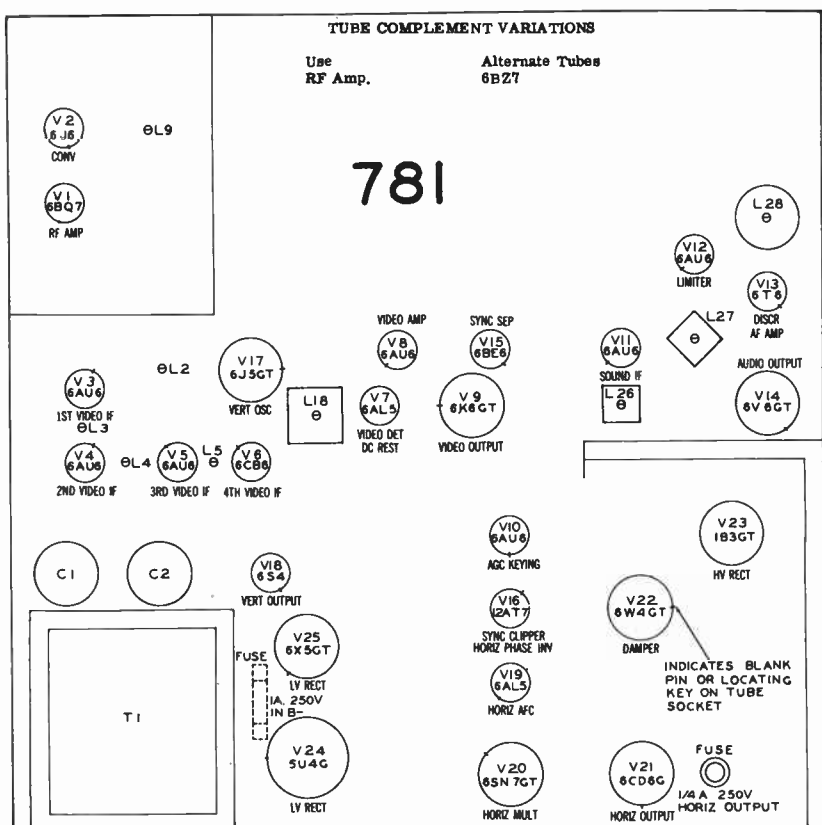 TUBE COMPLEMENT VARIATIONS
Use Alternate Tubes
RF Amp. 6BZ7
781
V2
6J6
CONV
ΘL9
V1
6BQ7
RF AMP
L28
Θ
V12
6AU6
LIMITER
V13
6T6
DISCR
AF AMP
L27
Θ
VIDEO AMP
V8
6AU6
SYNC SEP
V15
6BE6
V11
6AU6
SOUND IF
AUDIO OUTPUT
V14
6V6GT
ΘL2
V17
6J5GT
VERT OSC
V3
6AU6
1ST VIDEO IF
ΘL3
L18
Θ
V7
6AL5
VIDEO DET
DC REST
V9
6K6GT
VIDEO OUTPUT
L26
Θ
V4
6AU6
2ND VIDEO IF
ΘL4
V5
6AU6
3RD VIDEO IF
L5
Θ
V6
6CB6
4TH VIDEO IF
V10
6AU6
AGC KEYING
V23
1B3GT
HV RECT
C1
C2
V18
6S4
VERT OUTPUT
V16
12AT7
SYNC CLIPPER
HORIZ PHASE INV
V22
6W4GT
DAMPER
INDICATES BLANK
PIN OR LOCATING
KEY ON TUBE
SOCKET
V25
6X5GT
LV RECT
FUSE
1A. 250V
IN B-
V19
6AL5
HORIZ AFC
T1
V24
5U4G
LV RECT
V20
6SN7GT
HORIZ MULT
V21
6CD6G
HORIZ OUTPUT
FUSE
1/4 A 250V
HORIZ OUTPUT